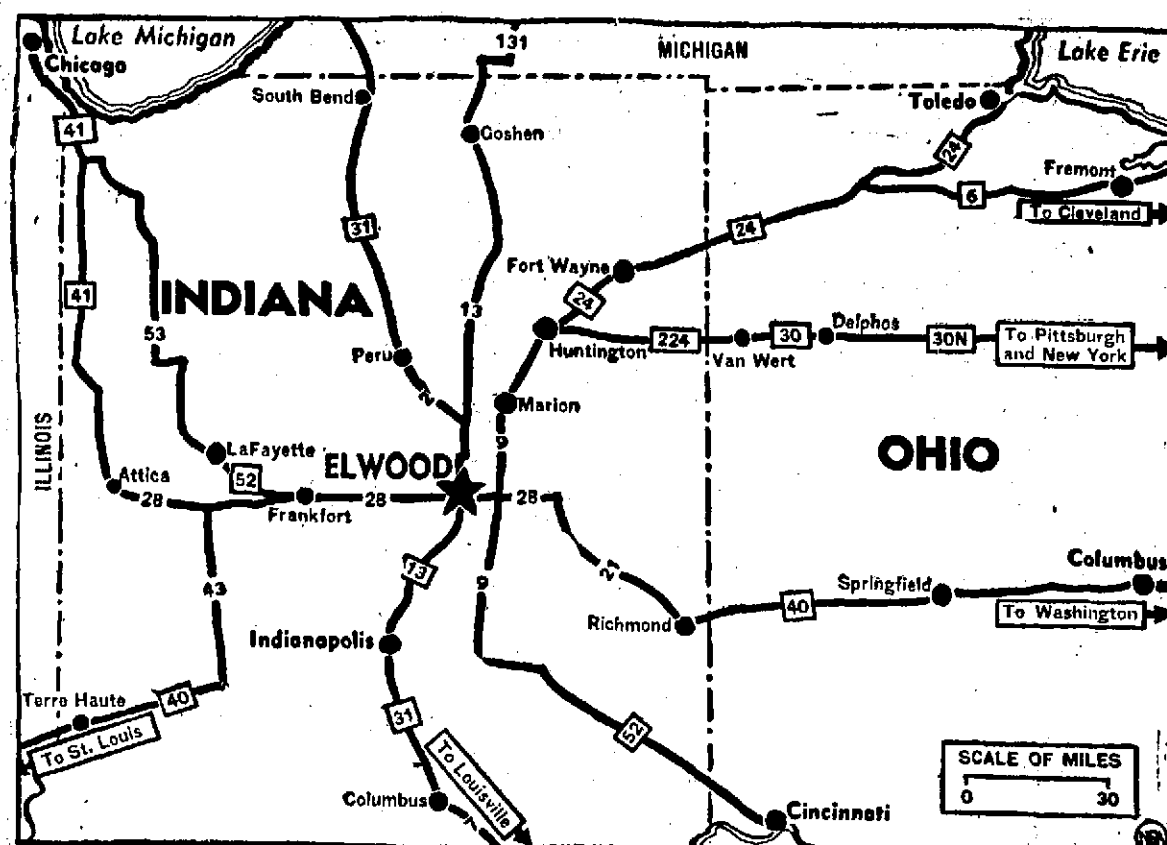 Lake Michigan
131
MICHIGAN
Lake Erie
Chicago
South Bend
Toledo
41
Goshen
24
Fremont
6
To Cleveland
31
24
Fort Wayne
41
INDIANA
24
13
53
Delphos
Huntington
224
30
30N
To Pittsburgh
and New York
Van Wert
Peru
Marion
9
ILLINOIS
LaFayette
ELWOOD
OHIO
Attica
52
28
28
28
Frankfort
Columbus
13
43
9
21
Springfield
40
Richmond
To Washington
Indianapolis
Terre Haute
40
31
To St. Louis
52
To Louisville
SCALE OF MILES
0
30
Columbus
Cincinnati